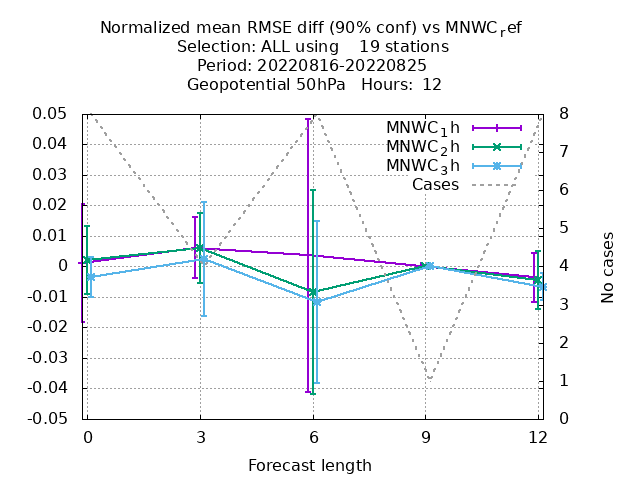 Normalized mean RMSE diff (90% conf) vs MNWCref
Selection: ALL using    19 stations
Period: 20220816-20220825
Geopotential 50hPa   Hours:  12
MNWC1h
MNWC2h
MNWC3h
Cases
0.05
0.04
0.03
0.02
0.01
0
-0.01
-0.02
-0.03
-0.04
-0.05
8
7
6
5
4
3
2
1
0
No cases
0 3 6 9 12
Forecast length